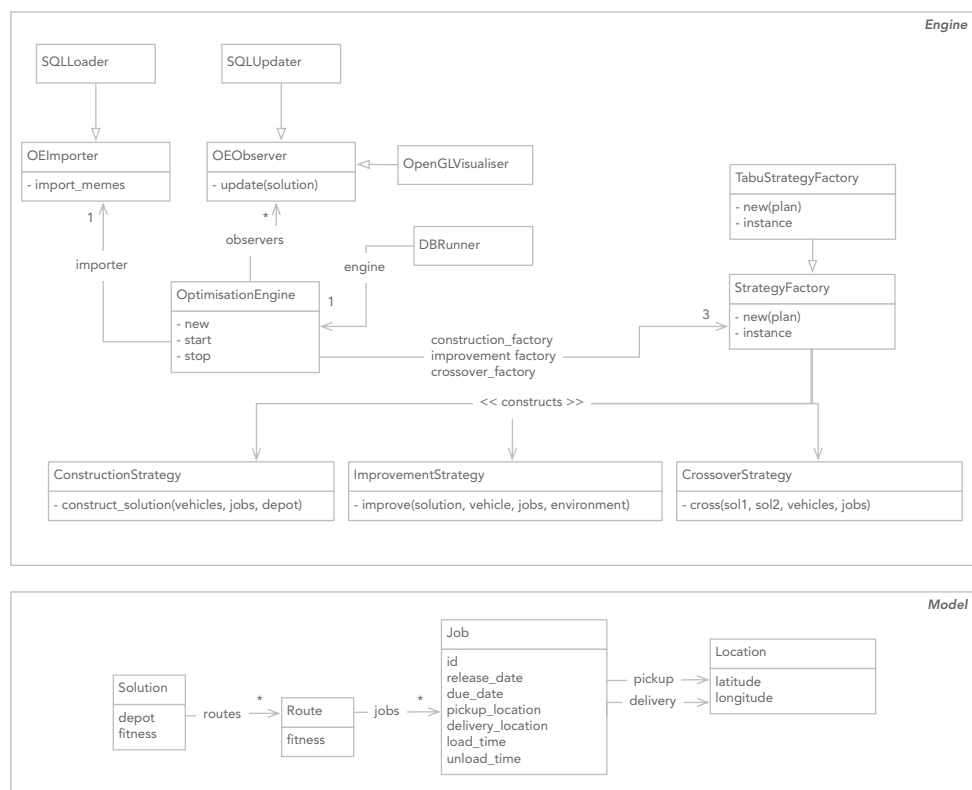 Engine
SQLLoader
SQLUpdater
OEImporter
- import_memes
OEObserver
- update(solution)
OpenGLVisualiser
TabuStrategyFactory
- new(plan)
- instance
1
*
observers
importer
DBRunner
engine
OptimisationEngine
- new
- start
- stop
1
StrategyFactory
- new(plan)
- instance
3
construction_factory
improvement factory
crossover_factory
<< constructs >>
ConstructionStrategy
- construct_solution(vehicles, jobs, depot)
ImprovementStrategy
- improve(solution, vehicle, jobs, environment)
CrossoverStrategy
- cross(sol1, sol2, vehicles, jobs)
Model
Solution
depot
fitness
routes
*
Route
fitness
jobs
*
Job
id
release_date
due_date
pickup_location
delivery_location
load_time
unload_time
pickup
delivery
Location
latitude
longitude